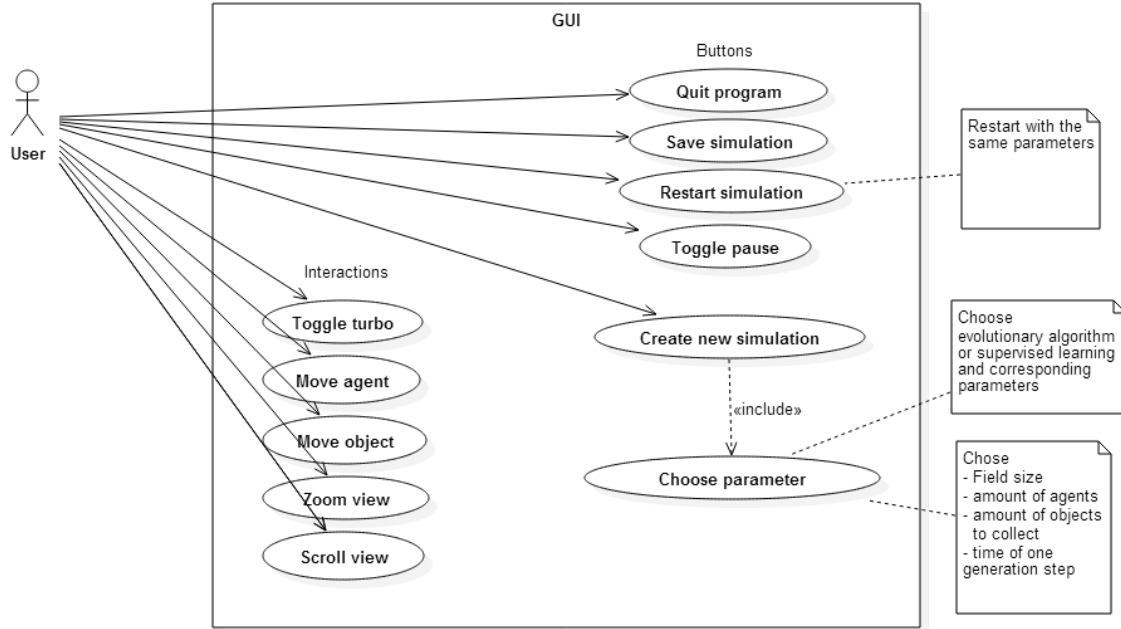 GUI
Buttons
Quit program
Save simulation
Restart simulation
Toggle pause
Create new simulation
«include»
Choose parameter
User
Interactions
Toggle turbo
Move agent
Move object
Zoom view
Scroll view
Restart with the
same parameters
Choose
evolutionary algorithm
or supervised learning
and corresponding
parameters
Chose
- Field size
- amount of agents
- amount of objects
to collect
- time of one
generation step